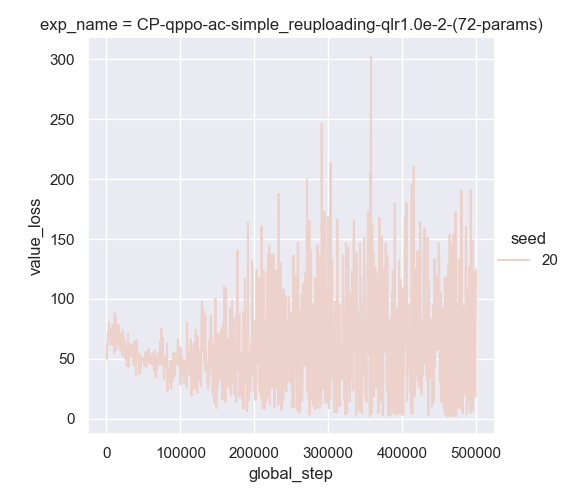 exp_name = CP-qppo-ac-simple_reuploading-qlr1.0e-2-(72-params)
300
250
200
150
100
50
0
value_loss
0 100000 200000 300000 400000 500000
global_step
seed
20